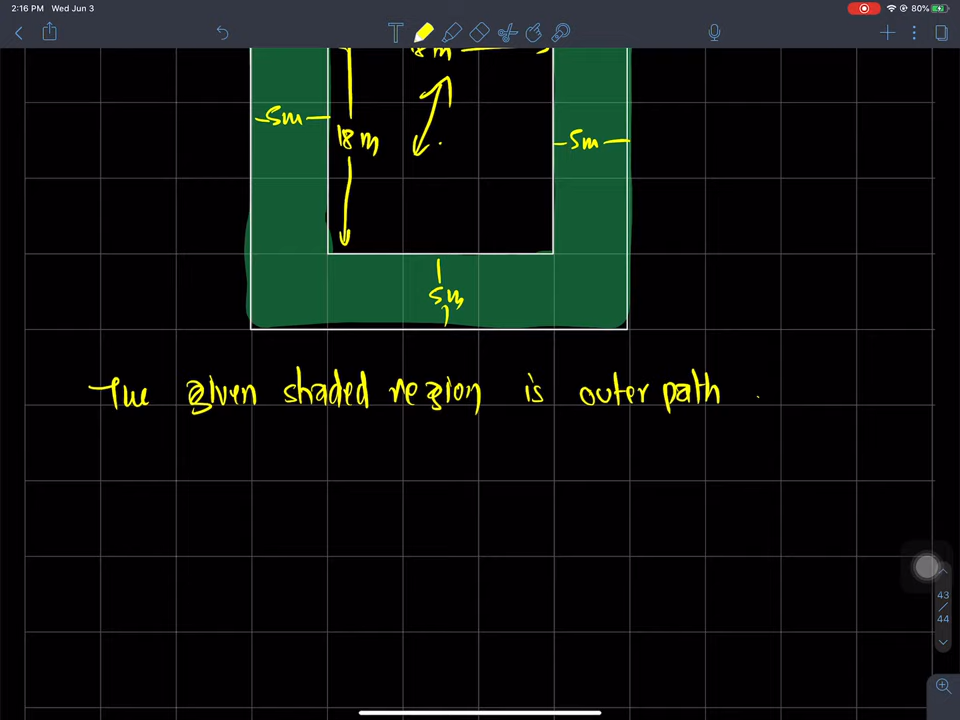 2:16 PM Wed Jun 3
80%
T
18 m
5m
18 m
5m
5m
The given shaded region is outer path .
43
/
44